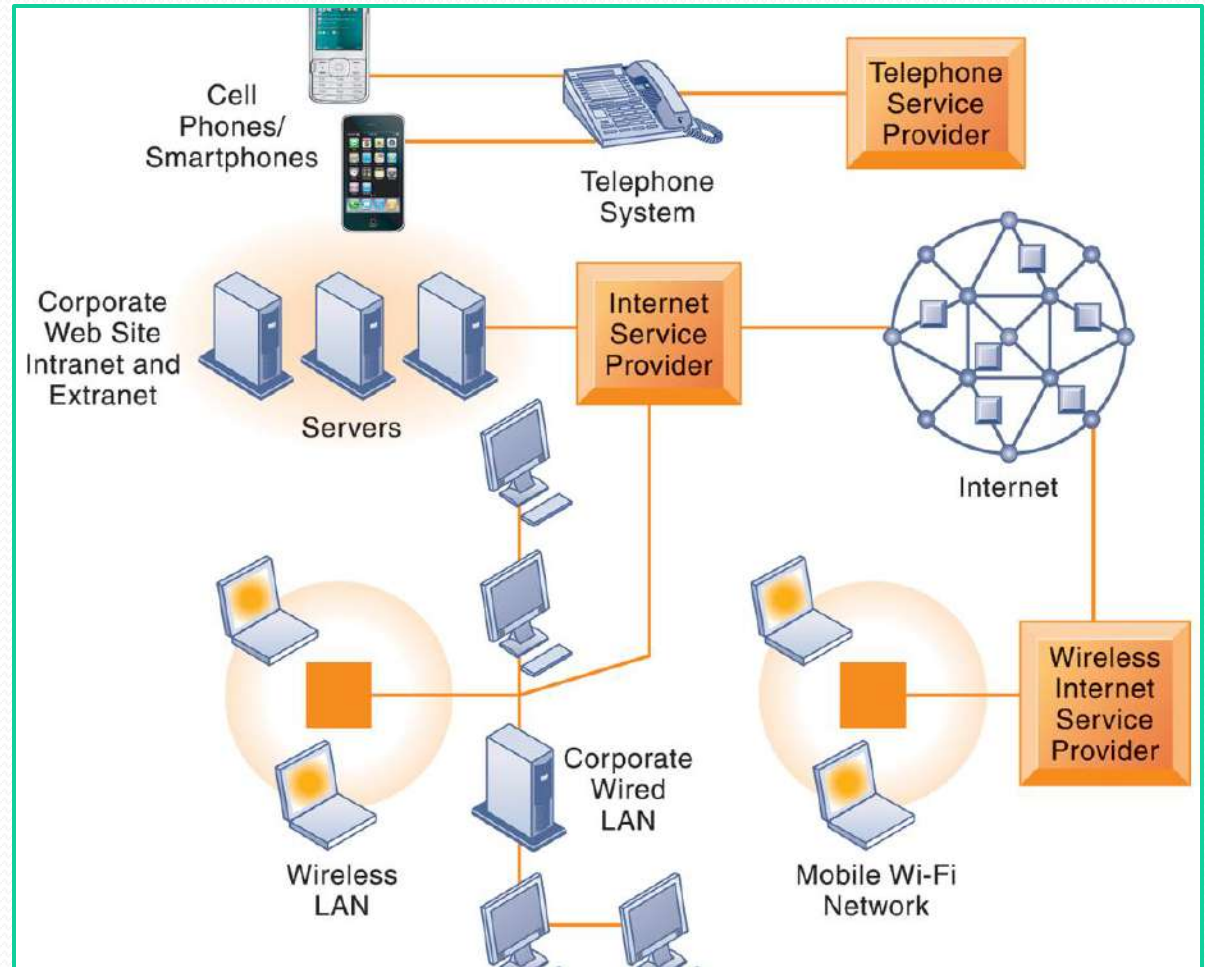 Cell
Phones/
Smartphones
Telephone
System
Telephone
Service
Provider
Corporate
Web Site
Intranet and
Extranet
Servers
Internet
Service
Provider
Internet
Wireless
LAN
Corporate
Wired
LAN
Mobile Wi-Fi
Network
Wireless
Internet
Service
Provider